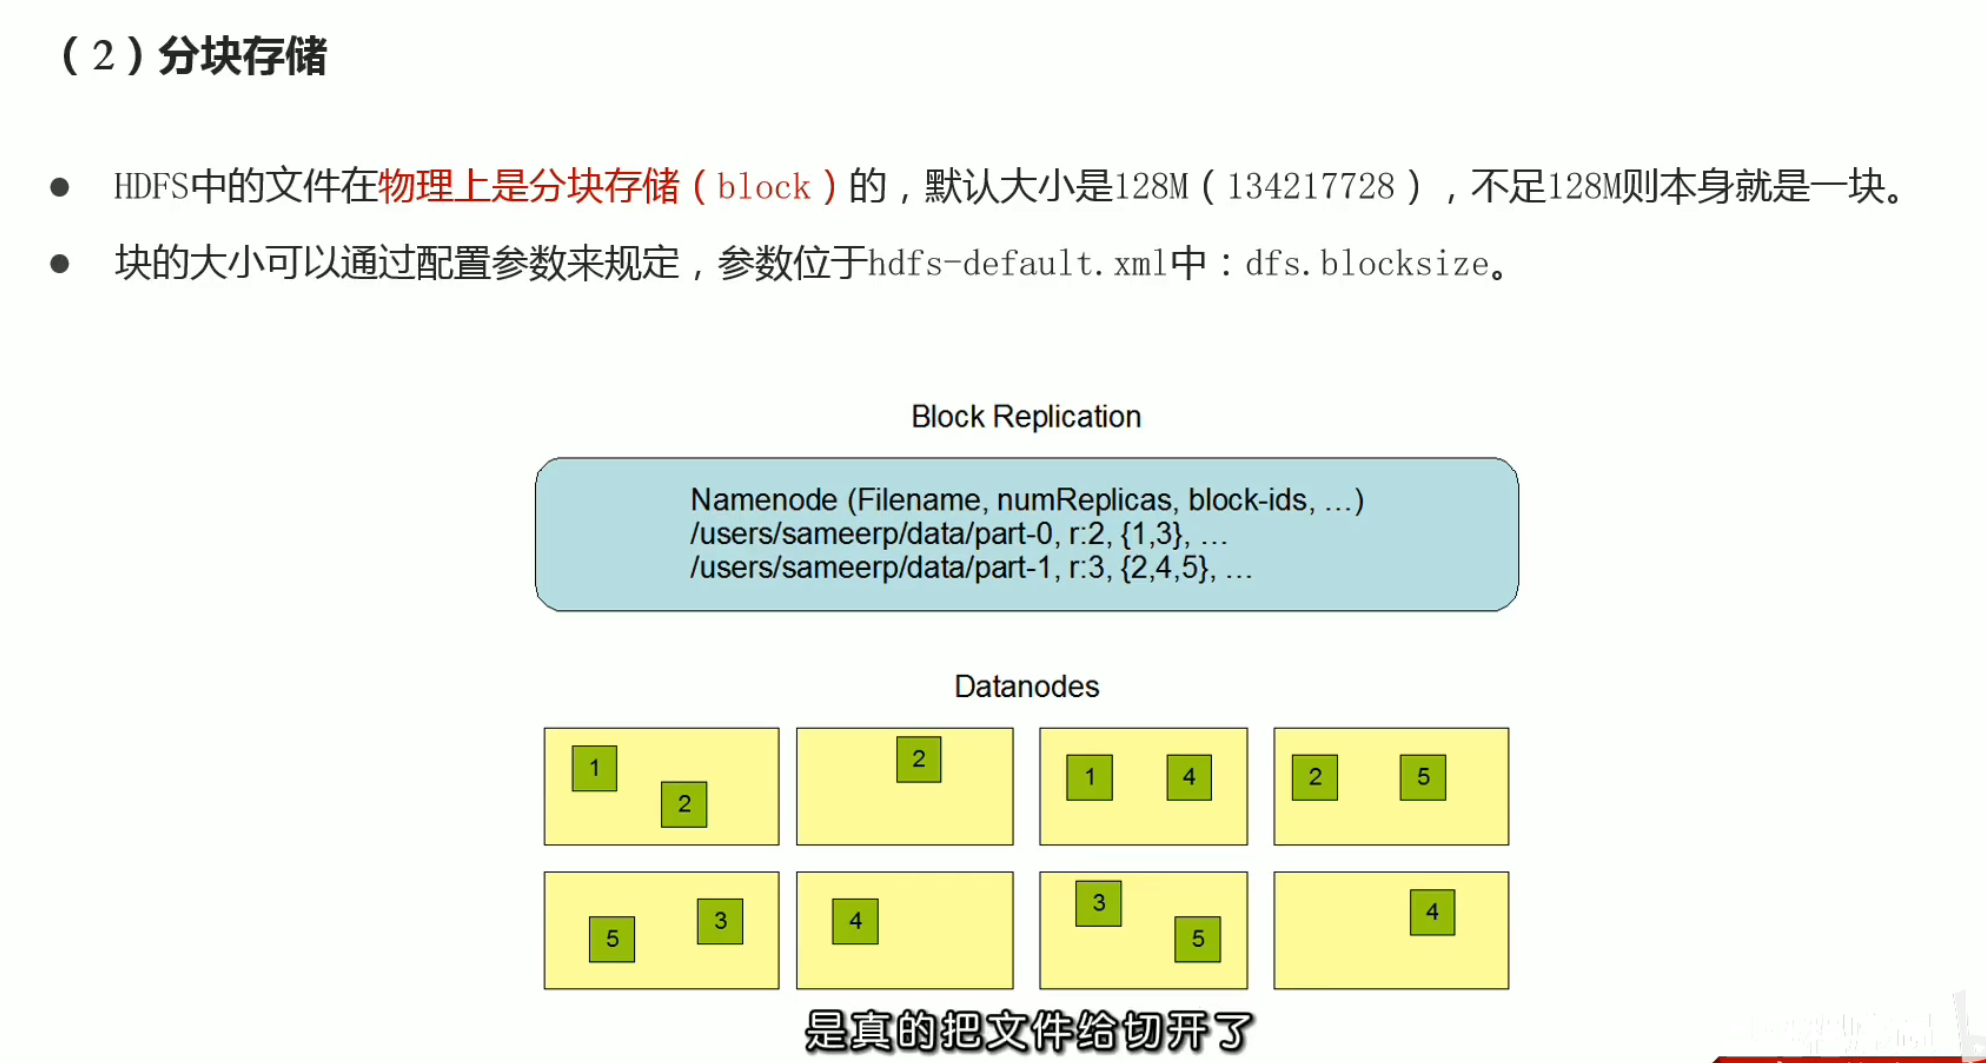 （2）分块存储
● HDFS中的文件在物理上是分块存储（block）的，默认大小是128M（134217728），不足128M则本身就是一块。
● 块的大小可以通过配置参数来规定，参数位于hdfs-default.xml中：dfs.blocksize。
Block Replication
Namenode (Filename, numReplicas, block-ids, …)
/users/sameerp/data/part-0, r:2, {1,3}, …
/users/sameerp/data/part-1, r:3, {2,4,5}, …
Datanodes
1 2 2 1 4 2 5
5 3 4 3 5 4
是真的把文件给切开了